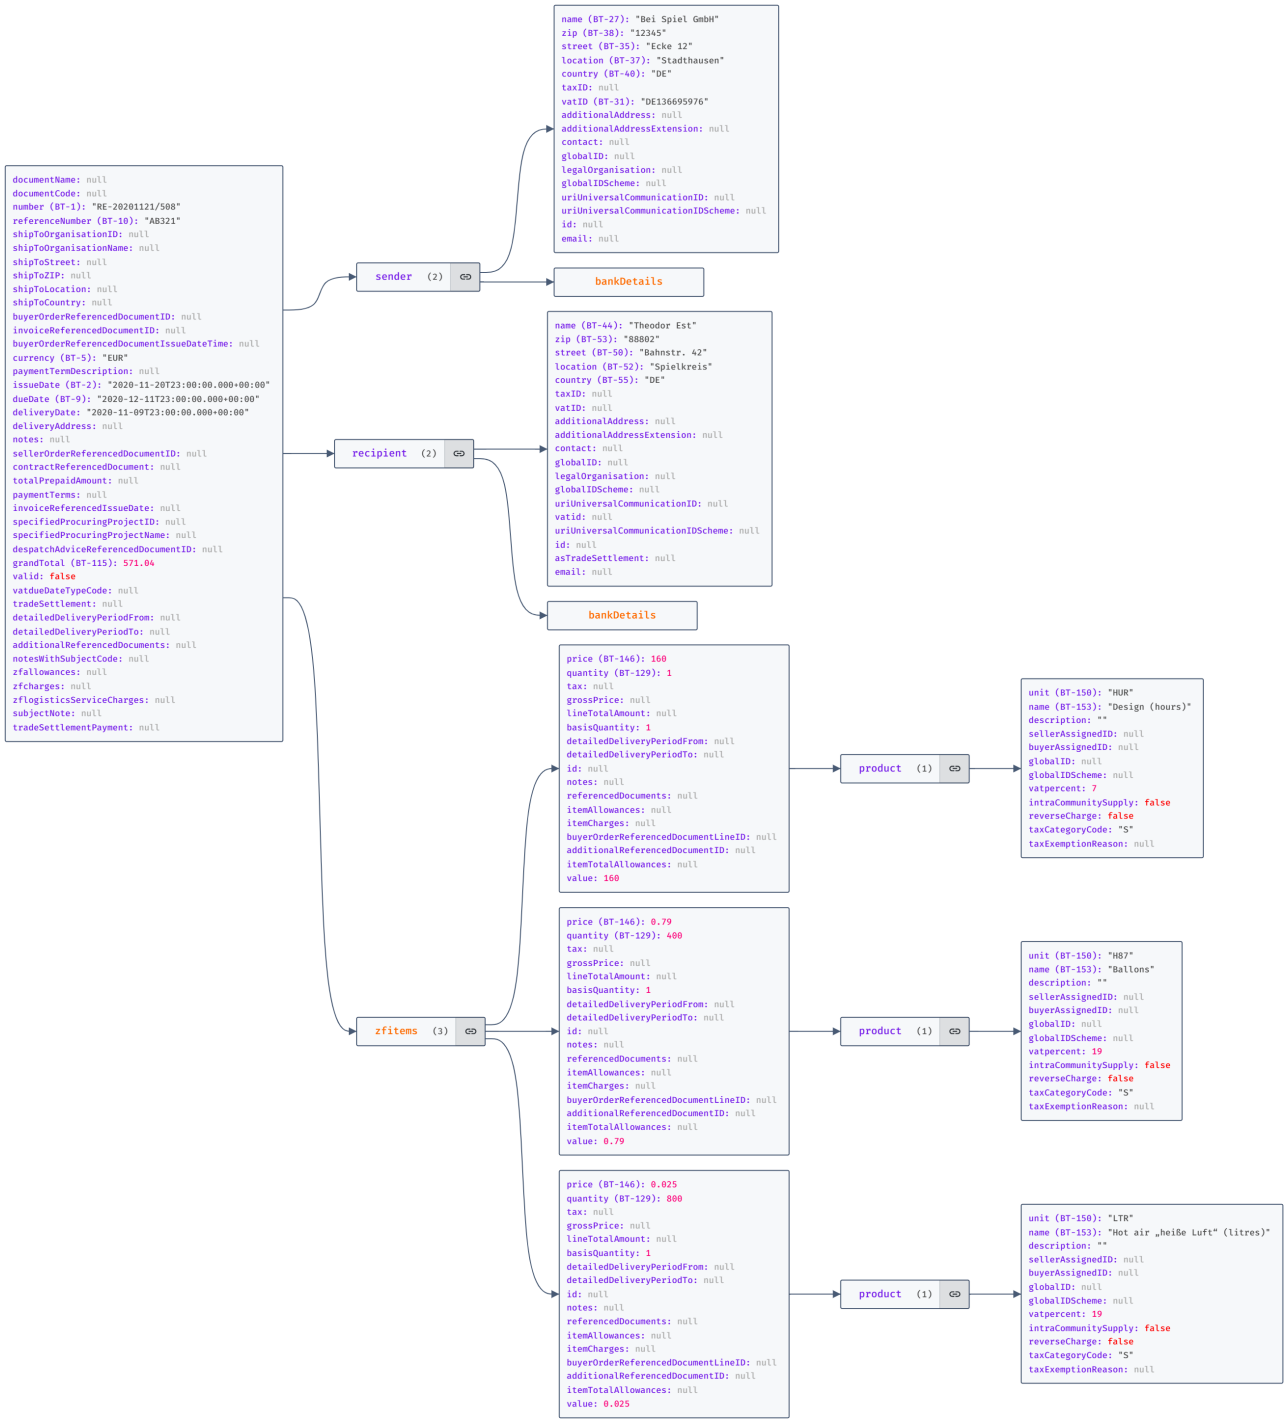 name (BT-27): "Bei Spiel GmbH"
zip (BT-38): "12345"
street (BT-35): "Ecke 12"
location (BT-37): "Stadthausen"
country (BT-40): "DE"
taxID: null
vatID (BT-31): "DE136695976"
additionalAddress: null
additionalAddressExtension: null
contact: null
globalID: null
legalOrganisation: null
globalIDScheme: null
uriUniversalCommunicationID: null
uriUniversalCommunicationIDScheme: null
id: null
email: null
documentName: null
documentCode: null
number (BT-1): "RE-20201121/508"
referenceNumber (BT-10): "AB321"
shipToOrganisationID: null
shipToOrganisationName: null
shipToStreet: null
shipToZIP: null
shipToLocation: null
shipToCountry: null
buyerOrderReferencedDocumentID: null
invoiceReferencedDocumentID: null
buyerOrderReferencedDocumentIssueDateTime: null
currency (BT-5): "EUR"
paymentTermDescription: null
issueDate (BT-2): "2020-11-20T23:00:00.000+00:00"
dueDate (BT-9): "2020-12-11T23:00:00.000+00:00"
deliveryDate: "2020-11-09T23:00:00.000+00:00"
deliveryAddress: null
notes: null
sellerOrderReferencedDocumentID: null
contractReferencedDocument: null
totalPrepaidAmount: null
paymentTerms: null
invoiceReferencedIssueDate: null
specifiedProcuringProjectID: null
specifiedProcuringProjectName: null
despatchAdviceReferencedDocumentID: null
grandTotal (BT-115): 571.04
valid: false
vatdueDateTypeCode: null
tradeSettlement: null
detailedDeliveryPeriodFrom: null
detailedDeliveryPeriodTo: null
additionalReferencedDocuments: null
notesWithSubjectCode: null
zfallowances: null
zfcharges: null
zflogisticsServiceCharges: null
subjectNote: null
tradeSettlementPayment: null
sender (2)
bankDetails
name (BT-44): "Theodor Est"
zip (BT-53): "88802"
street (BT-50): "Bahnstr. 42"
location (BT-52): "Spielkreis"
country (BT-55): "DE"
taxID: null
vatID: null
additionalAddress: null
additionalAddressExtension: null
contact: null
globalID: null
legalOrganisation: null
globalIDScheme: null
uriUniversalCommunicationID: null
vatid: null
uriUniversalCommunicationIDScheme: null
id: null
asTradeSettlement: null
email: null
recipient (2)
bankDetails
price (BT-146): 160
quantity (BT-129): 1
tax: null
grossPrice: null
lineTotalAmount: null
basisQuantity: 1
detailedDeliveryPeriodFrom: null
detailedDeliveryPeriodTo: null
id: null
notes: null
referencedDocuments: null
itemAllowances: null
itemCharges: null
buyerOrderReferencedDocumentLineID: null
additionalReferencedDocumentID: null
itemTotalAllowances: null
value: 160
product (1)
unit (BT-150): "HUR"
name (BT-153): "Design (hours)"
description: ""
sellerAssignedID: null
buyerAssignedID: null
globalID: null
globalIDScheme: null
vatpercent: 7
intraCommunitySupply: false
reverseCharge: false
taxCategoryCode: "S"
taxExemptionReason: null
zfitems (3)
price (BT-146): 0.79
quantity (BT-129): 400
tax: null
grossPrice: null
lineTotalAmount: null
basisQuantity: 1
detailedDeliveryPeriodFrom: null
detailedDeliveryPeriodTo: null
id: null
notes: null
referencedDocuments: null
itemAllowances: null
itemCharges: null
buyerOrderReferencedDocumentLineID: null
additionalReferencedDocumentID: null
itemTotalAllowances: null
value: 0.79
product (1)
unit (BT-150): "H87"
name (BT-153): "Ballons"
description: ""
sellerAssignedID: null
buyerAssignedID: null
globalID: null
globalIDScheme: null
vatpercent: 19
intraCommunitySupply: false
reverseCharge: false
taxCategoryCode: "S"
taxExemptionReason: null
price (BT-146): 0.025
quantity (BT-129): 800
tax: null
grossPrice: null
lineTotalAmount: null
basisQuantity: 1
detailedDeliveryPeriodFrom: null
detailedDeliveryPeriodTo: null
id: null
notes: null
referencedDocuments: null
itemAllowances: null
itemCharges: null
buyerOrderReferencedDocumentLineID: null
additionalReferencedDocumentID: null
itemTotalAllowances: null
value: 0.025
product (1)
unit (BT-150): "LTR"
name (BT-153): "Hot air „heiße Luft“ (litres)"
description: ""
sellerAssignedID: null
buyerAssignedID: null
globalID: null
globalIDScheme: null
vatpercent: 19
intraCommunitySupply: false
reverseCharge: false
taxCategoryCode: "S"
taxExemptionReason: null